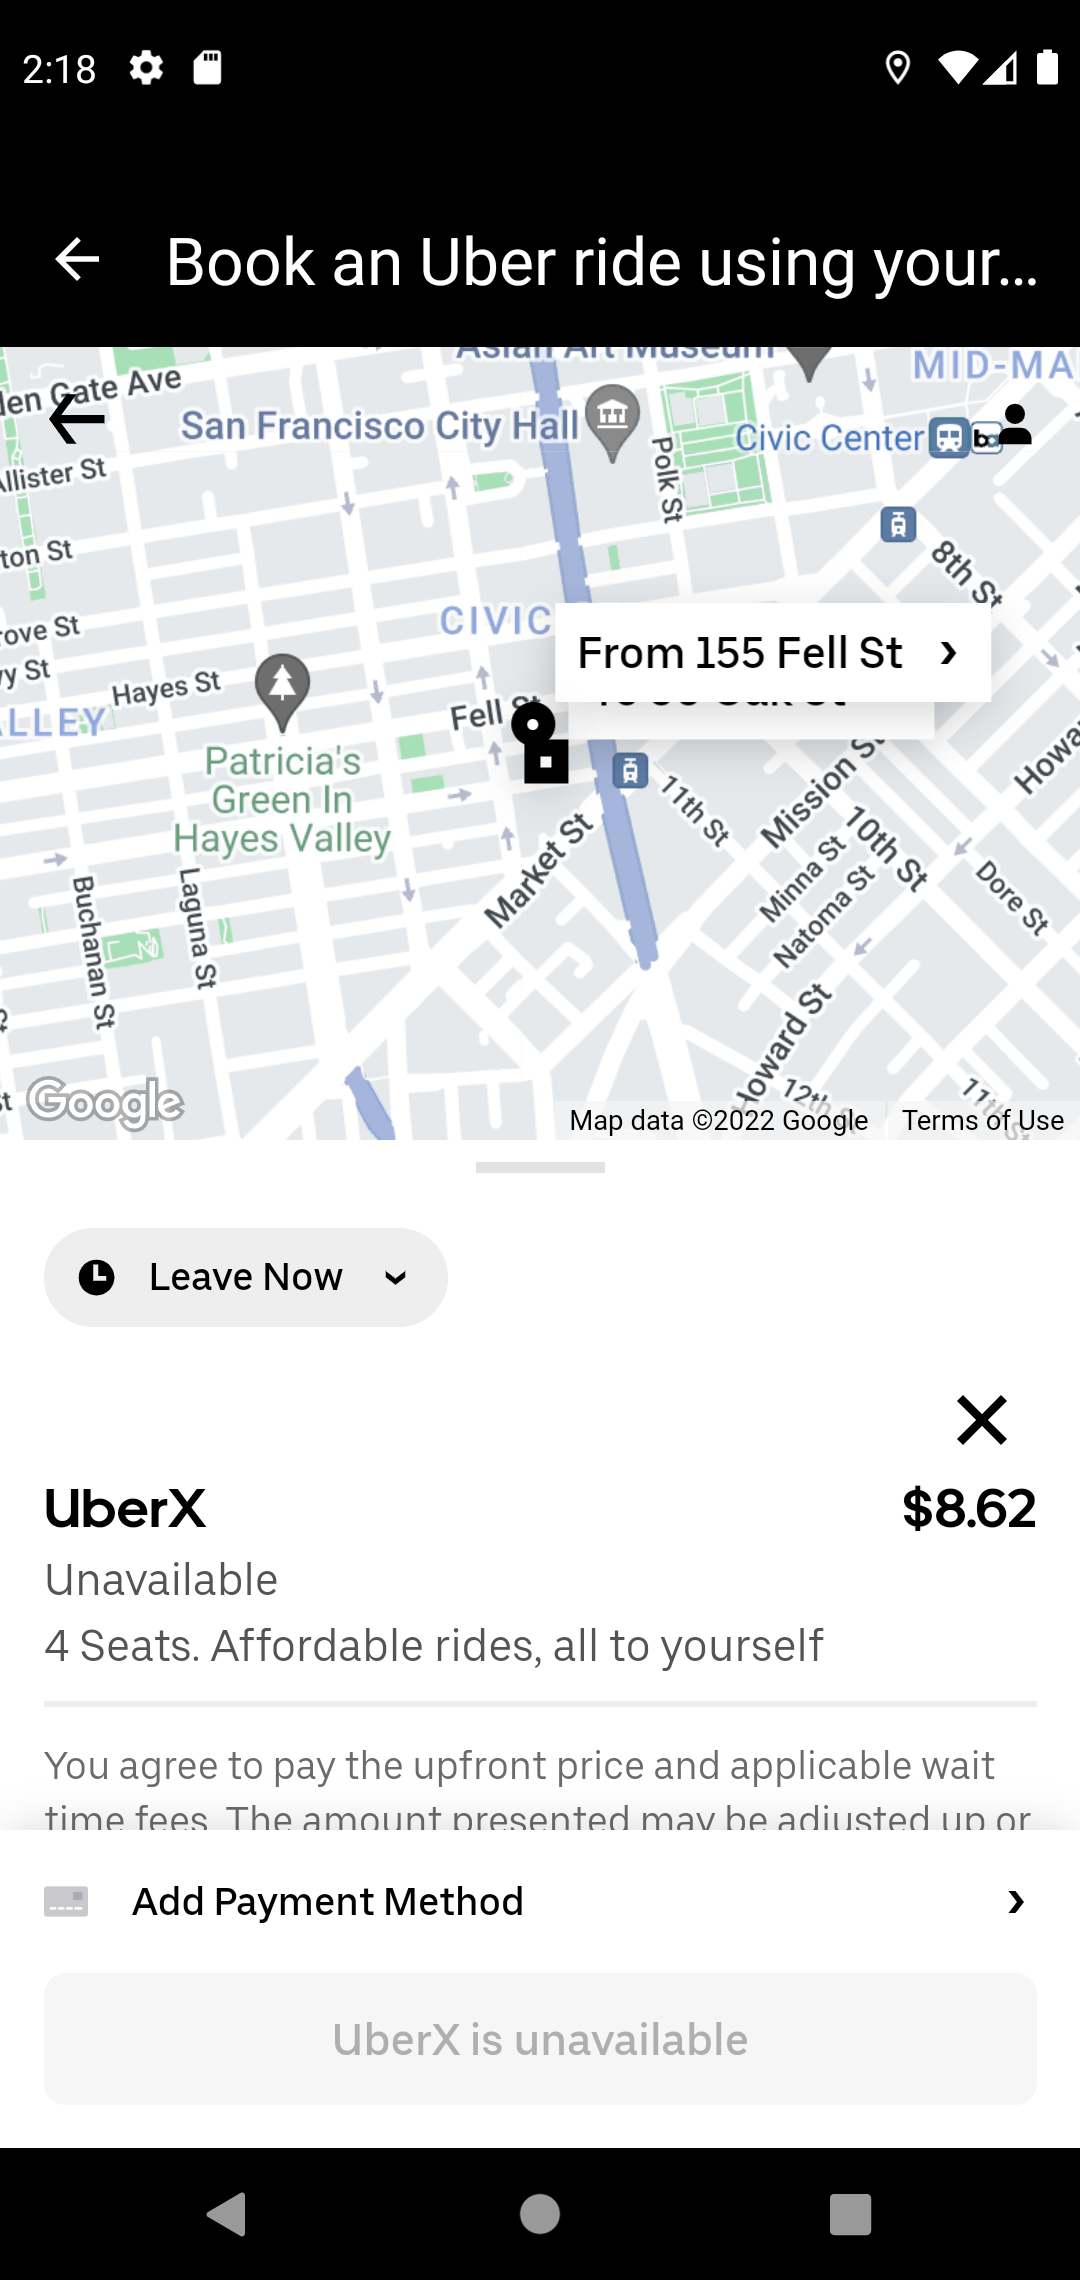 2:18
Book an Uber ride using your...
Asian Art Museum
MID-MA
den Gate Ave
San Francisco City Hall
Civic Center
Polk St
Allister St
ton St
8th St
CIVIC
From 155 Fell St
rove St
vy St
Hayes St
LLEY
Fell St
Patricia's
Green In
Hayes Valley
Howa
Mission St
11th St
10th St
Market St
Minna St
Natoma St
Dore St
Buchanan St
Laguna St
Howard St
12th St
11th St
Google
Map data ©2022 Google
Terms of Use
Leave Now
UberX
$8.62
Unavailable
4 Seats. Affordable rides, all to yourself
You agree to pay the upfront price and applicable wait
time fees. The amount presented may be adjusted up or
Add Payment Method
UberX is unavailable